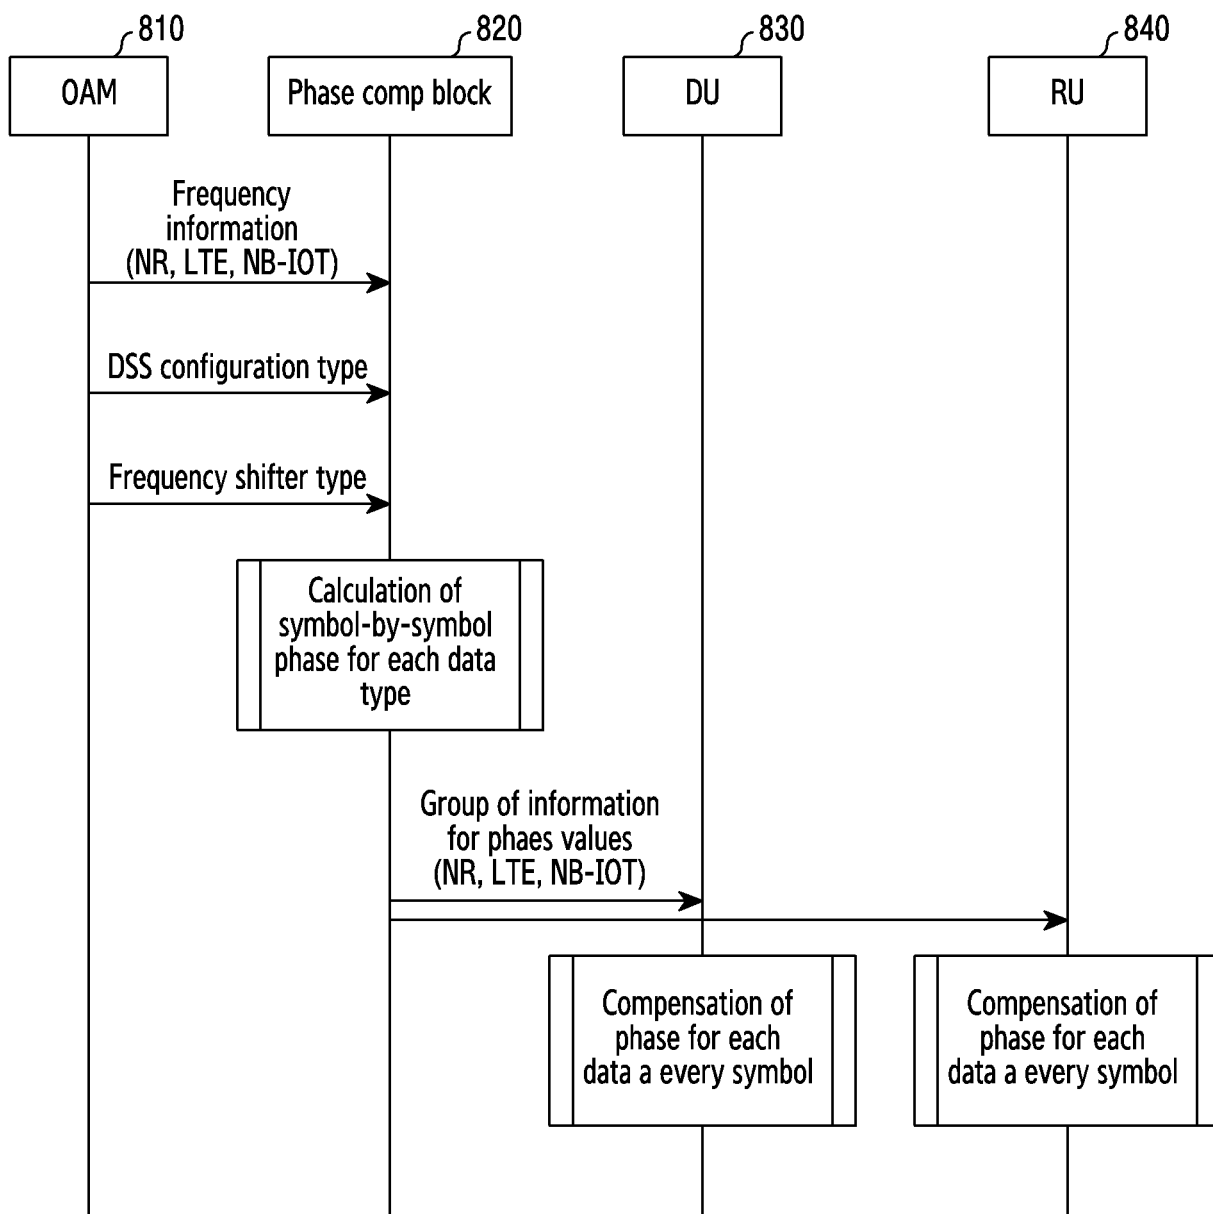 810
820
830
840
OAM
Phase comp block
DU
RU
Frequency
information
(NR, LTE, NB-IOT)
DSS configuration type
Frequency shifter type
Calculation of
symbol-by-symbol
phase for each data
type
Group of information
for phaes values
(NR, LTE, NB-IOT)
Compensation of
phase for each
data a every symbol
Compensation of
phase for each
data a every symbol